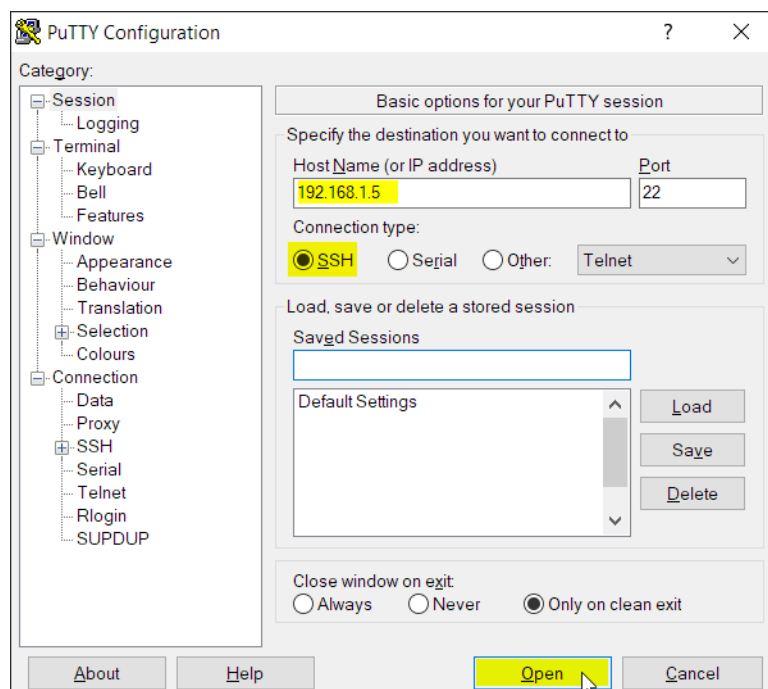 PuTTY Configuration
?
Category:
Session
Logging
Terminal
Keyboard
Bell
Features
Window
Appearance
Behaviour
Translation
Selection
Colours
Connection
Data
Proxy
SSH
Serial
Telnet
Rlogin
SUPDUP
Basic options for your PuTTY session
Specify the destination you want to connect to
Host Name (or IP address) Port
192.168.1.5 22
Connection type:
SSH Serial Other: Telnet
Load, save or delete a stored session
Saved Sessions
Default Settings
Load
Save
Delete
Close window on exit:
Always Never Only on clean exit
About Help Open Cancel